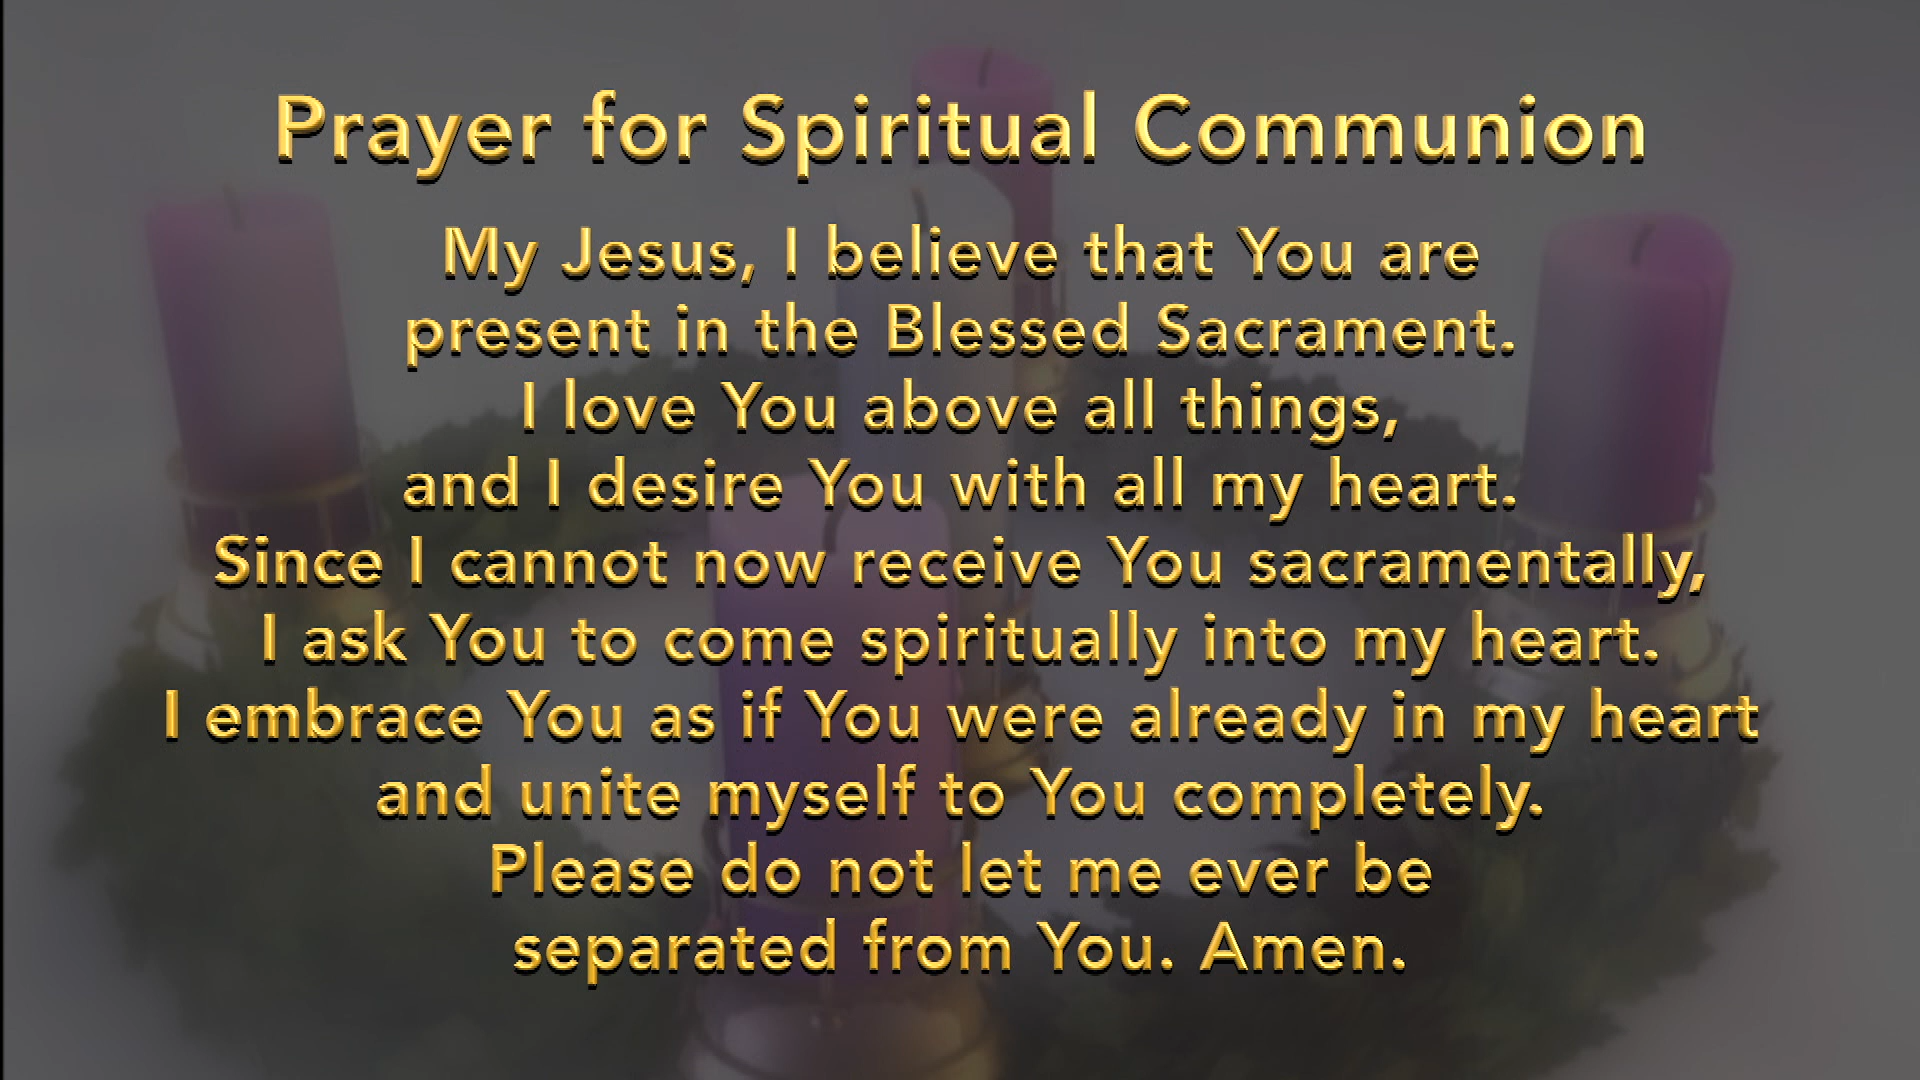 Prayer for Spiritual Communion
My Jesus, I believe that You are
present in the Blessed Sacrament.
I love You above all things,
and I desire You with all my heart.
Since I cannot now receive You sacramentally,
I ask You to come spiritually into my heart.
I embrace You as if You were already in my heart
and unite myself to You completely.
Please do not let me ever be
separated from You. Amen.